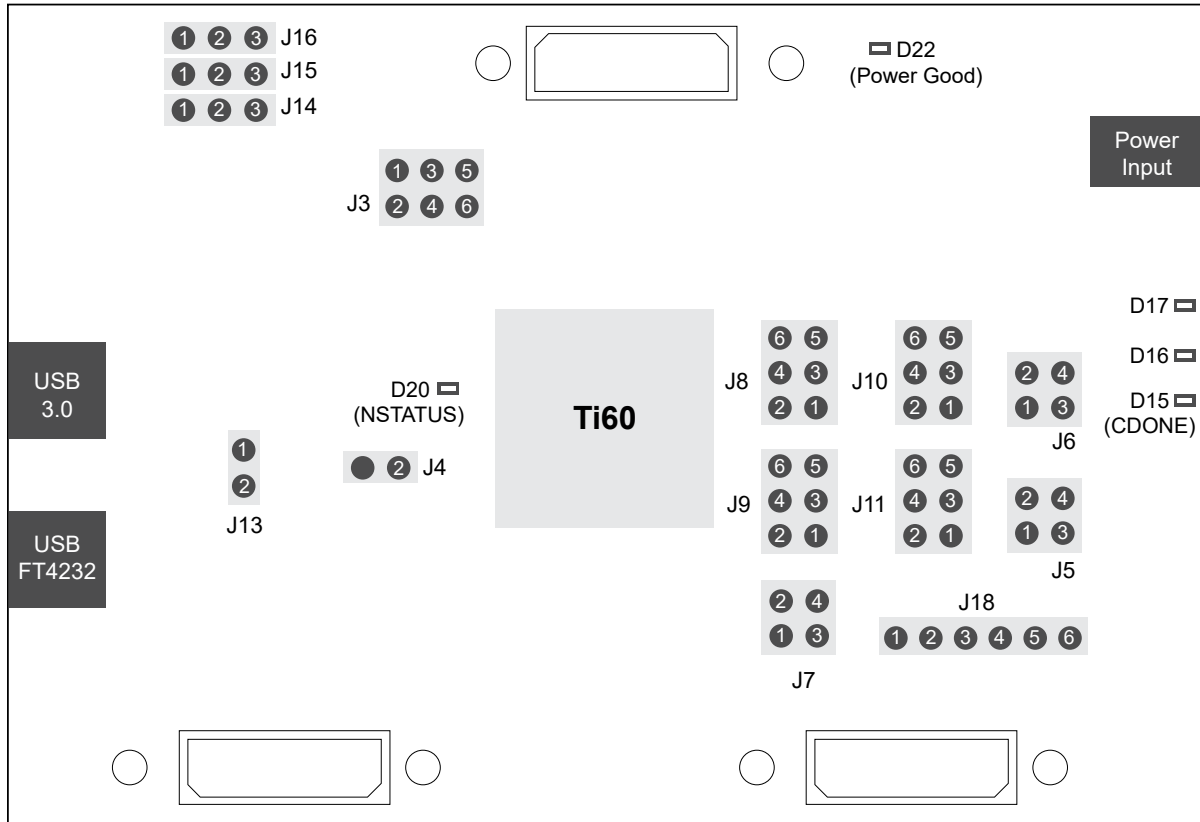 1 2 3 J16
1 2 3 J15
1 2 3 J14
D22
(Power Good)
Power
Input
1 3 5
J3 2 4 6
D17
D16
D15
(CDONE)
USB
3.0
D20
(NSTATUS)
Ti60
6 5
J8 4 3
2 1
6 5
J10 4 3
2 1
2 4
1 3
J6
1
2
J13
2 J4
6 5
J9 4 3
2 1
6 5
J11 4 3
2 1
2 4
1 3
J5
USB
FT4232
2 4
1 3
J7
J18
1 2 3 4 5 6